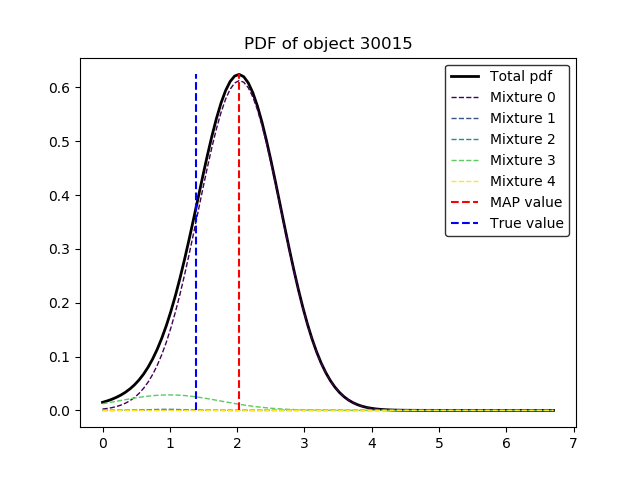 PDF of object 30015
Total pdf
Mixture 0
Mixture 1
Mixture 2
Mixture 3
Mixture 4
MAP value
True value
0.6
0.5
0.4
0.3
0.2
0.1
0.0
0 1 2 3 4 5 6 7